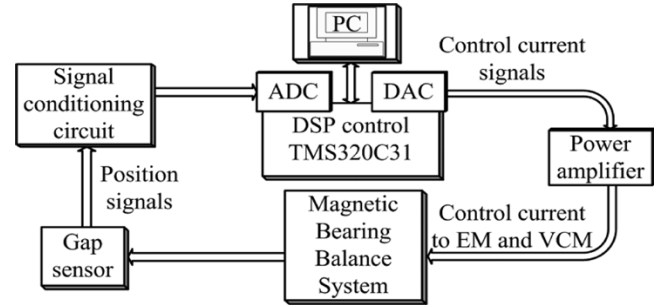 PC
Control current
signals
Signal
conditioning
circuit
ADC
DAC
DSP control
TMS320C31
Power
amplifier
Position
signals
Magnetic
Bearing
Balance
System
Control current
to EM and VCM
Gap
sensor